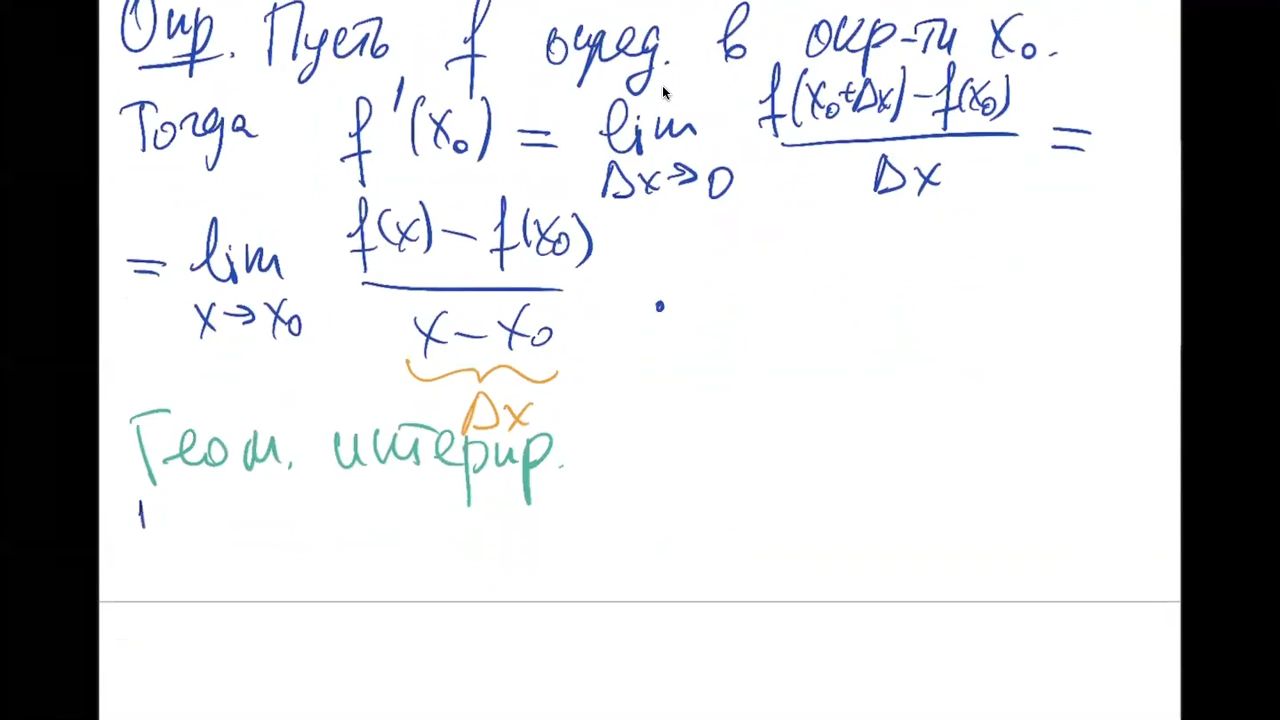 Опр. Пусть f опред. в окр-ти x₀.
Тогда f'(x₀) = lim_{Δx→0} (f(x₀+Δx) – f(x₀)) / Δx =
= lim_{x→x₀} (f(x) – f(x₀)) / (x – x₀) .
Δx
Геом. интерпр.